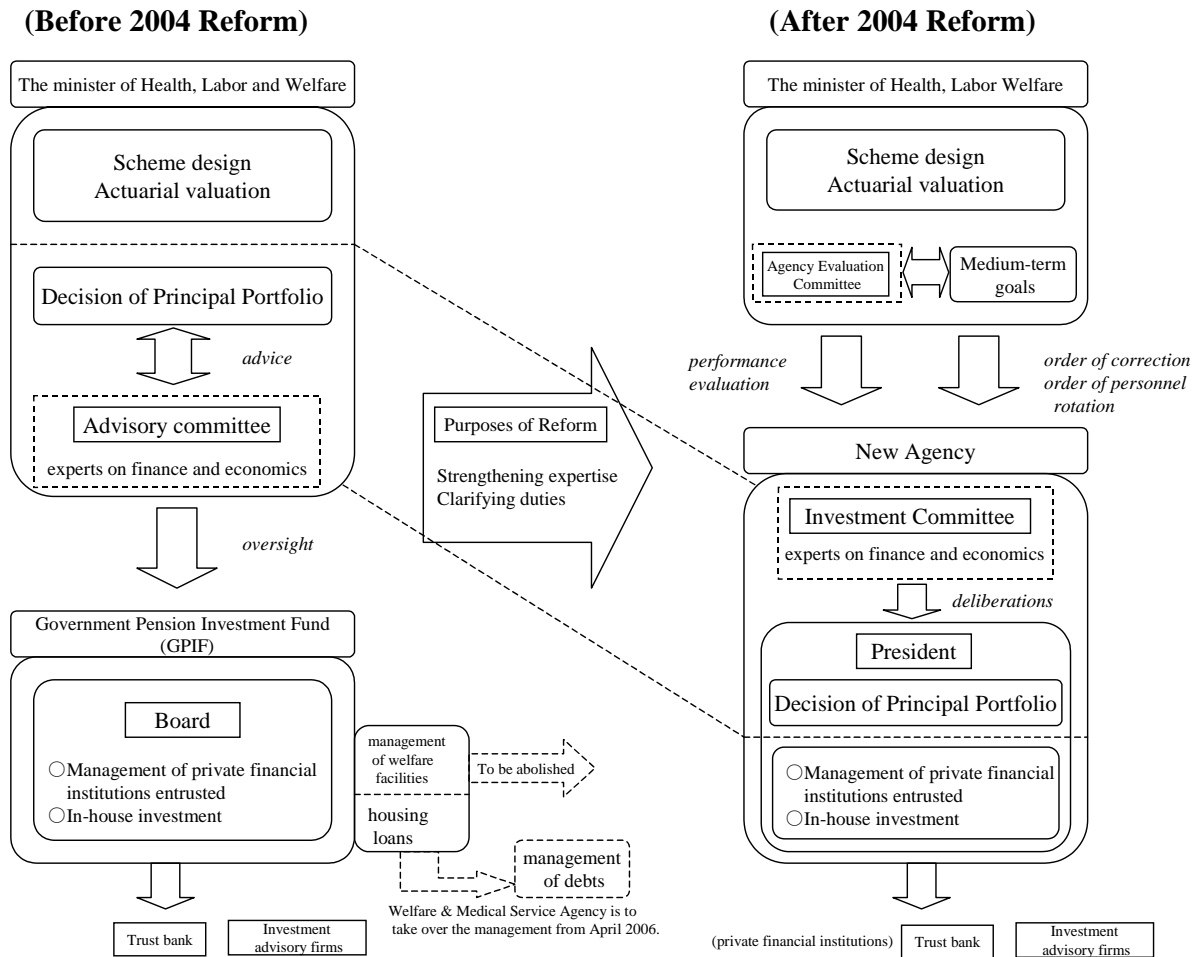 (Before 2004 Reform)
The minister of Health, Labor and Welfare
Scheme design
Actuarial valuation
Decision of Principal Portfolio
advice
Advisory committee
experts on finance and economics
oversight
Government Pension Investment Fund
(GPIF)
Board
○Management of private financial
institutions entrusted
○In-house investment
management
of welfare
facilities
To be abolished
housing
loans
management
of debts
Welfare & Medical Service Agency is to
take over the management from April 2006.
Trust bank
Investment
advisory firms
Purposes of Reform
Strengthening expertise
Clarifying duties
(After 2004 Reform)
The minister of Health, Labor Welfare
Scheme design
Actuarial valuation
Agency Evaluation
Committee
Medium-term
goals
performance
evaluation
order of correction
order of personnel
rotation
New Agency
Investment Committee
experts on finance and economics
deliberations
President
Decision of Principal Portfolio
○Management of private financial
institutions entrusted
○In-house investment
(private financial institutions)
Trust bank
Investment
advisory firms